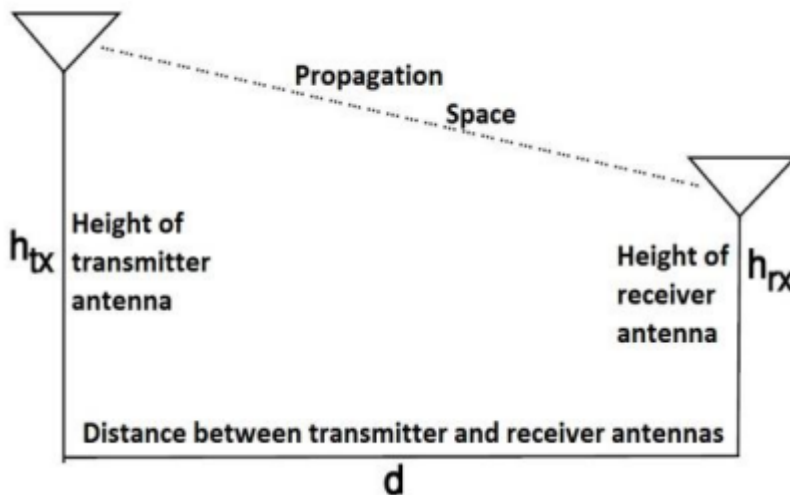 Propagation
Space
h_tx
Height of
transmitter
antenna
Height of
receiver
antenna
h_rx
Distance between transmitter and receiver antennas
d